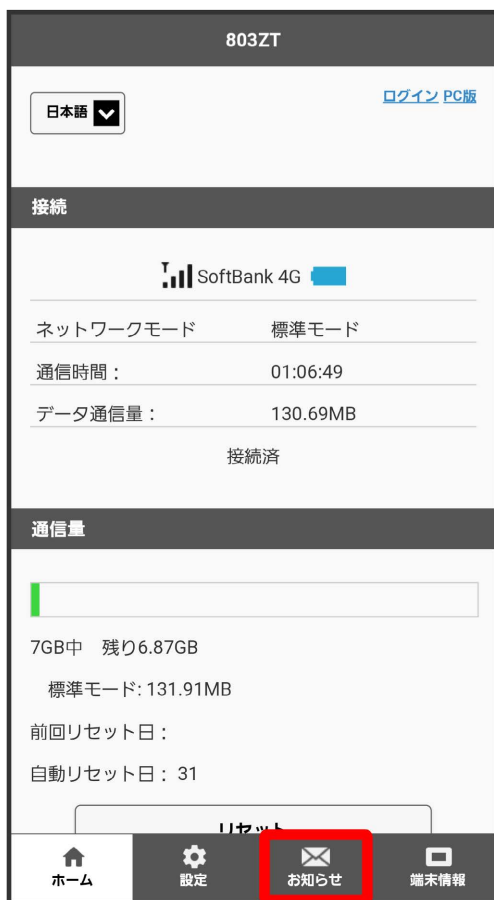 803ZT
日本語
ログイン PC版
接続
SoftBank 4G
ネットワークモード 標準モード
通信時間： 01:06:49
データ通信量： 130.69MB
接続済
通信量
7GB中 残り6.87GB
標準モード: 131.91MB
前回リセット日：
自動リセット日： 31
リセット
ホーム 設定 お知らせ 端末情報